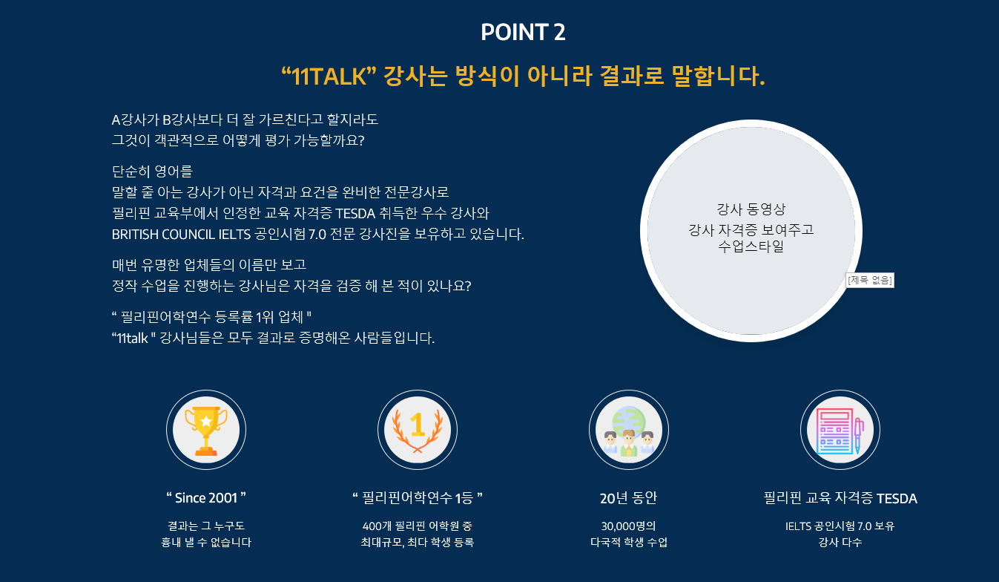 POINT 2
“11TALK” 강사는 방식이 아니라 결과로 말합니다.
A강사가 B강사보다 더 잘 가르친다고 할지라도
그것이 객관적으로 어떻게 평가 가능할까요?
단순히 영어를
말할 줄 아는 강사가 아닌 자격과 요건을 완비한 전문강사로
필리핀 교육부에서 인정한 교육 자격증 TESDA 취득한 우수 강사와
BRITISH COUNCIL IELTS 공인시험 7.0 전문 강사진을 보유하고 있습니다.
매번 유명한 업체들의 이름만 보고
정작 수업을 진행하는 강사님은 자격을 검증 해 본 적이 있나요?
“ 필리핀어학연수 등록률 1위 업체 "
“11talk " 강사님들은 모두 결과로 증명해온 사람들입니다.
강사 동영상
강사 자격증 보여주고
수업스타일
[제목 없음]
1
“ Since 2001 ”
결과는 그 누구도
흉내 낼 수 없습니다
“ 필리핀어학연수 1등 ”
400개 필리핀 어학원 중
최대규모, 최다 학생 등록
20년 동안
30,000명의
다국적 학생 수업
필리핀 교육 자격증 TESDA
IELTS 공인시험 7.0 보유
강사 다수